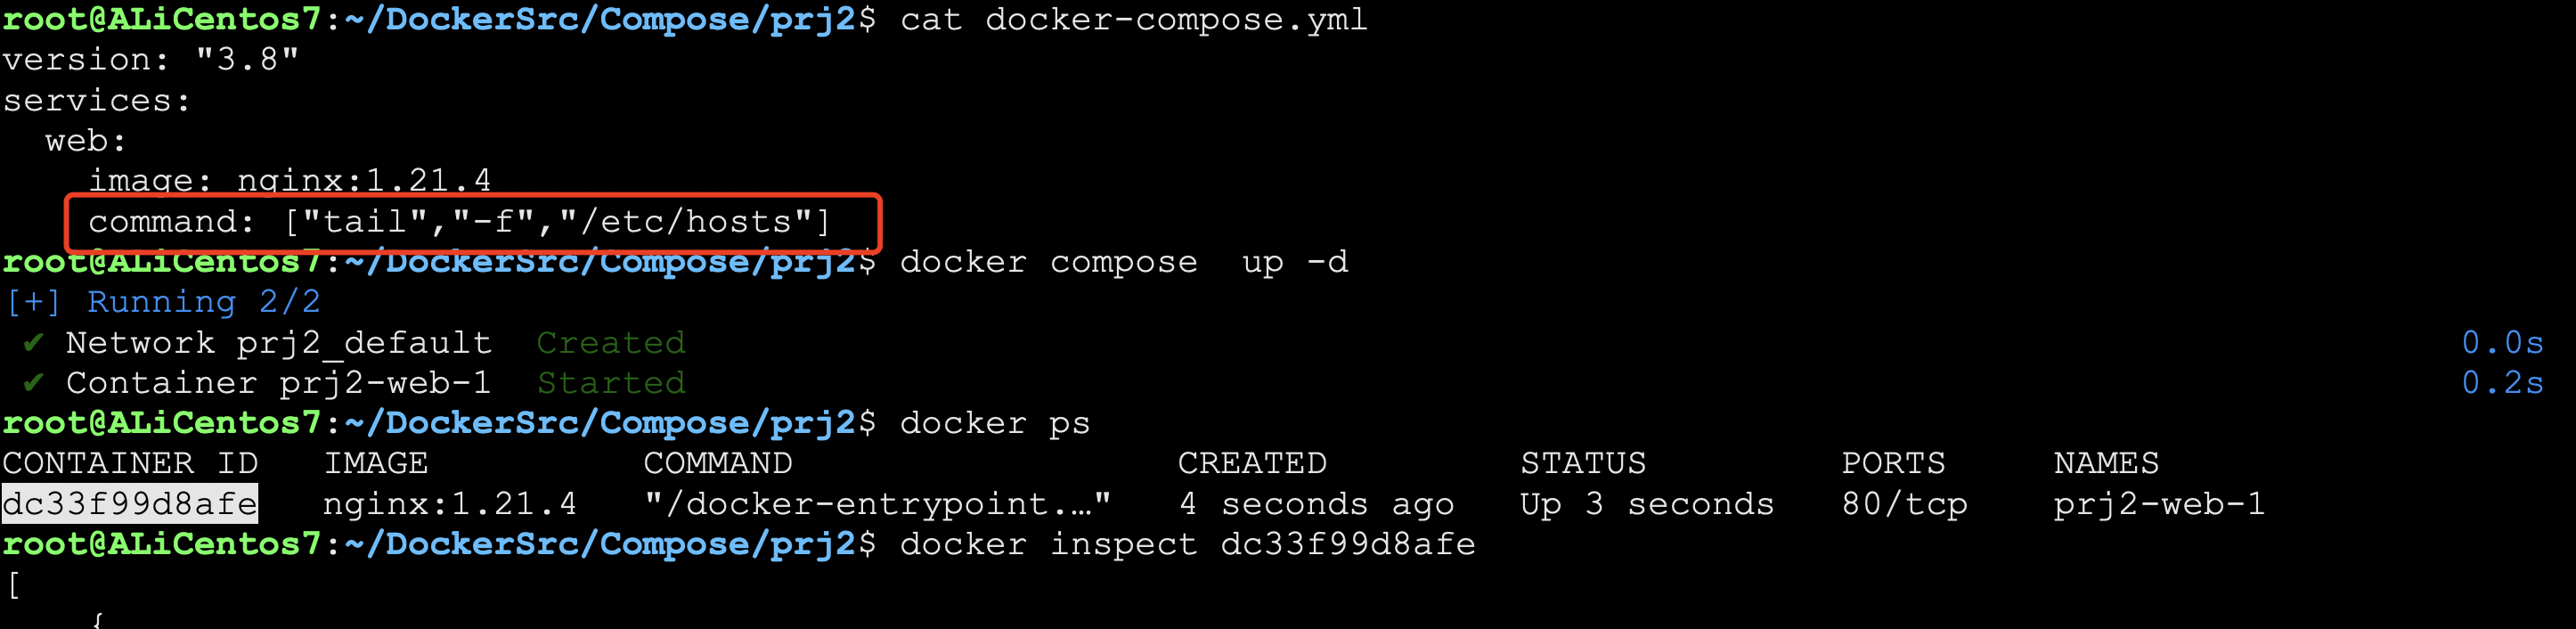 root@ALiCentos7:~/DockerSrc/Compose/prj2$ cat docker-compose.yml
version: "3.8"
services:
  web:
    image: nginx:1.21.4
    command: ["tail","-f","/etc/hosts"]
root@ALiCentos7:~/DockerSrc/Compose/prj2$ docker compose  up -d
[+] Running 2/2
 ✔ Network prj2_default  Created 0.0s
 ✔ Container prj2-web-1  Started 0.2s
root@ALiCentos7:~/DockerSrc/Compose/prj2$ docker ps
CONTAINER ID   IMAGE          COMMAND                  CREATED         STATUS         PORTS     NAMES
dc33f99d8afe   nginx:1.21.4   "/docker-entrypoint.…"   4 seconds ago   Up 3 seconds   80/tcp    prj2-web-1
root@ALiCentos7:~/DockerSrc/Compose/prj2$ docker inspect dc33f99d8afe
[
    {